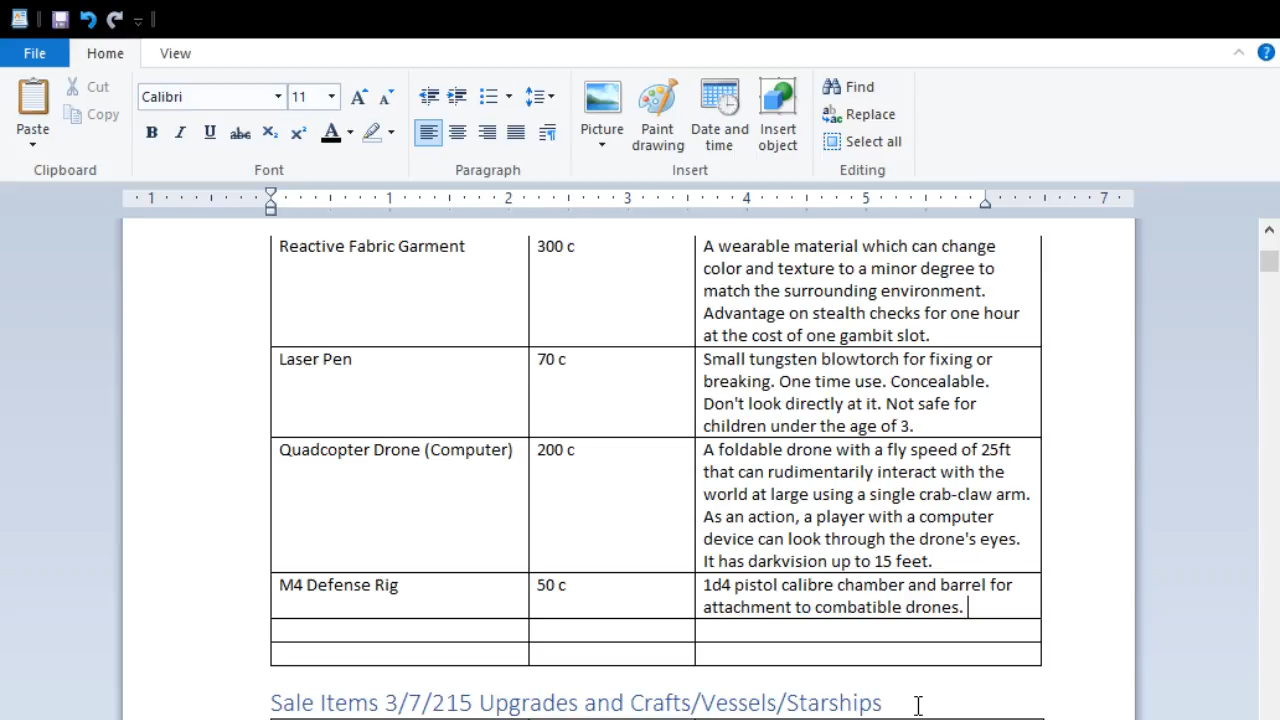 File
Home
View
Paste
Cut
Copy
Clipboard
Calibri
11
B I U abc X₂ X²
A
Font
Paragraph
Picture
Paint drawing
Date and time
Insert object
Insert
Find
Replace
Select all
Editing
1 1 2 3 4 5 7
Reactive Fabric Garment
300 c
A wearable material which can change
color and texture to a minor degree to
match the surrounding environment.
Advantage on stealth checks for one hour
at the cost of one gambit slot.
Laser Pen
70 c
Small tungsten blowtorch for fixing or
breaking. One time use. Concealable.
Don't look directly at it. Not safe for
children under the age of 3.
Quadcopter Drone (Computer)
200 c
A foldable drone with a fly speed of 25ft
that can rudimentarily interact with the
world at large using a single crab-claw arm.
As an action, a player with a computer
device can look through the drone's eyes.
It has darkvision up to 15 feet.
M4 Defense Rig
50 c
1d4 pistol calibre chamber and barrel for
attachment to combatible drones.
Sale Items 3/7/215 Upgrades and Crafts/Vessels/Starships